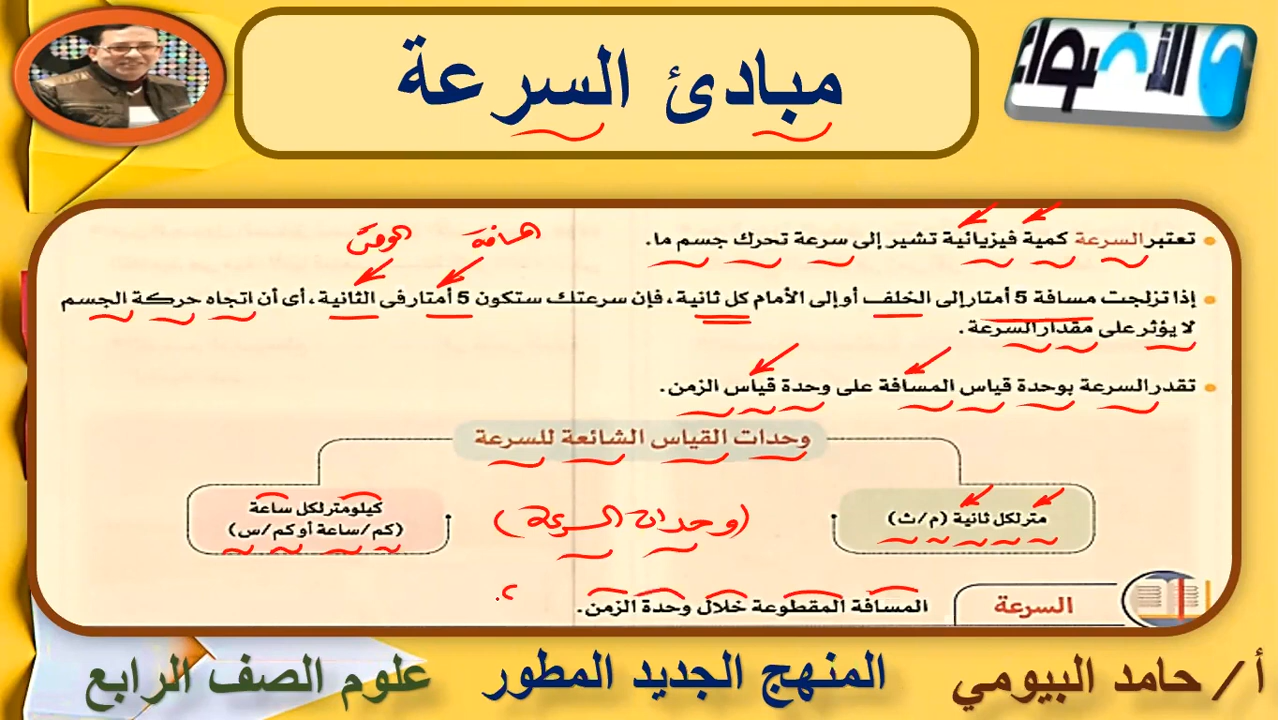 مبادئ السرعة
الأضواء
تعتبر السرعة كمية فيزيائية تشير إلى سرعة تحرك جسم ما.
المسافة
الوقت
إذا تزلجت مسافة 5 أمتار إلى الخلف أو إلى الأمام كل ثانية، فإن سرعتك ستكون 5 أمتار فى الثانية، أى أن اتجاه حركة الجسم
لا يؤثر على مقدار السرعة.
تقدر السرعة بوحدة قياس المسافة على وحدة قياس الزمن.
وحدات القياس الشائعة للسرعة
متر لكل ثانية (م/ث)
كيلومتر لكل ساعة
(كم/ساعة أو كم/س)
(وحدات السرعة)
السرعة
المسافة المقطوعة خلال وحدة الزمن.
أ/ حامد البيومي
المنهج الجديد المطور
علوم الصف الرابع